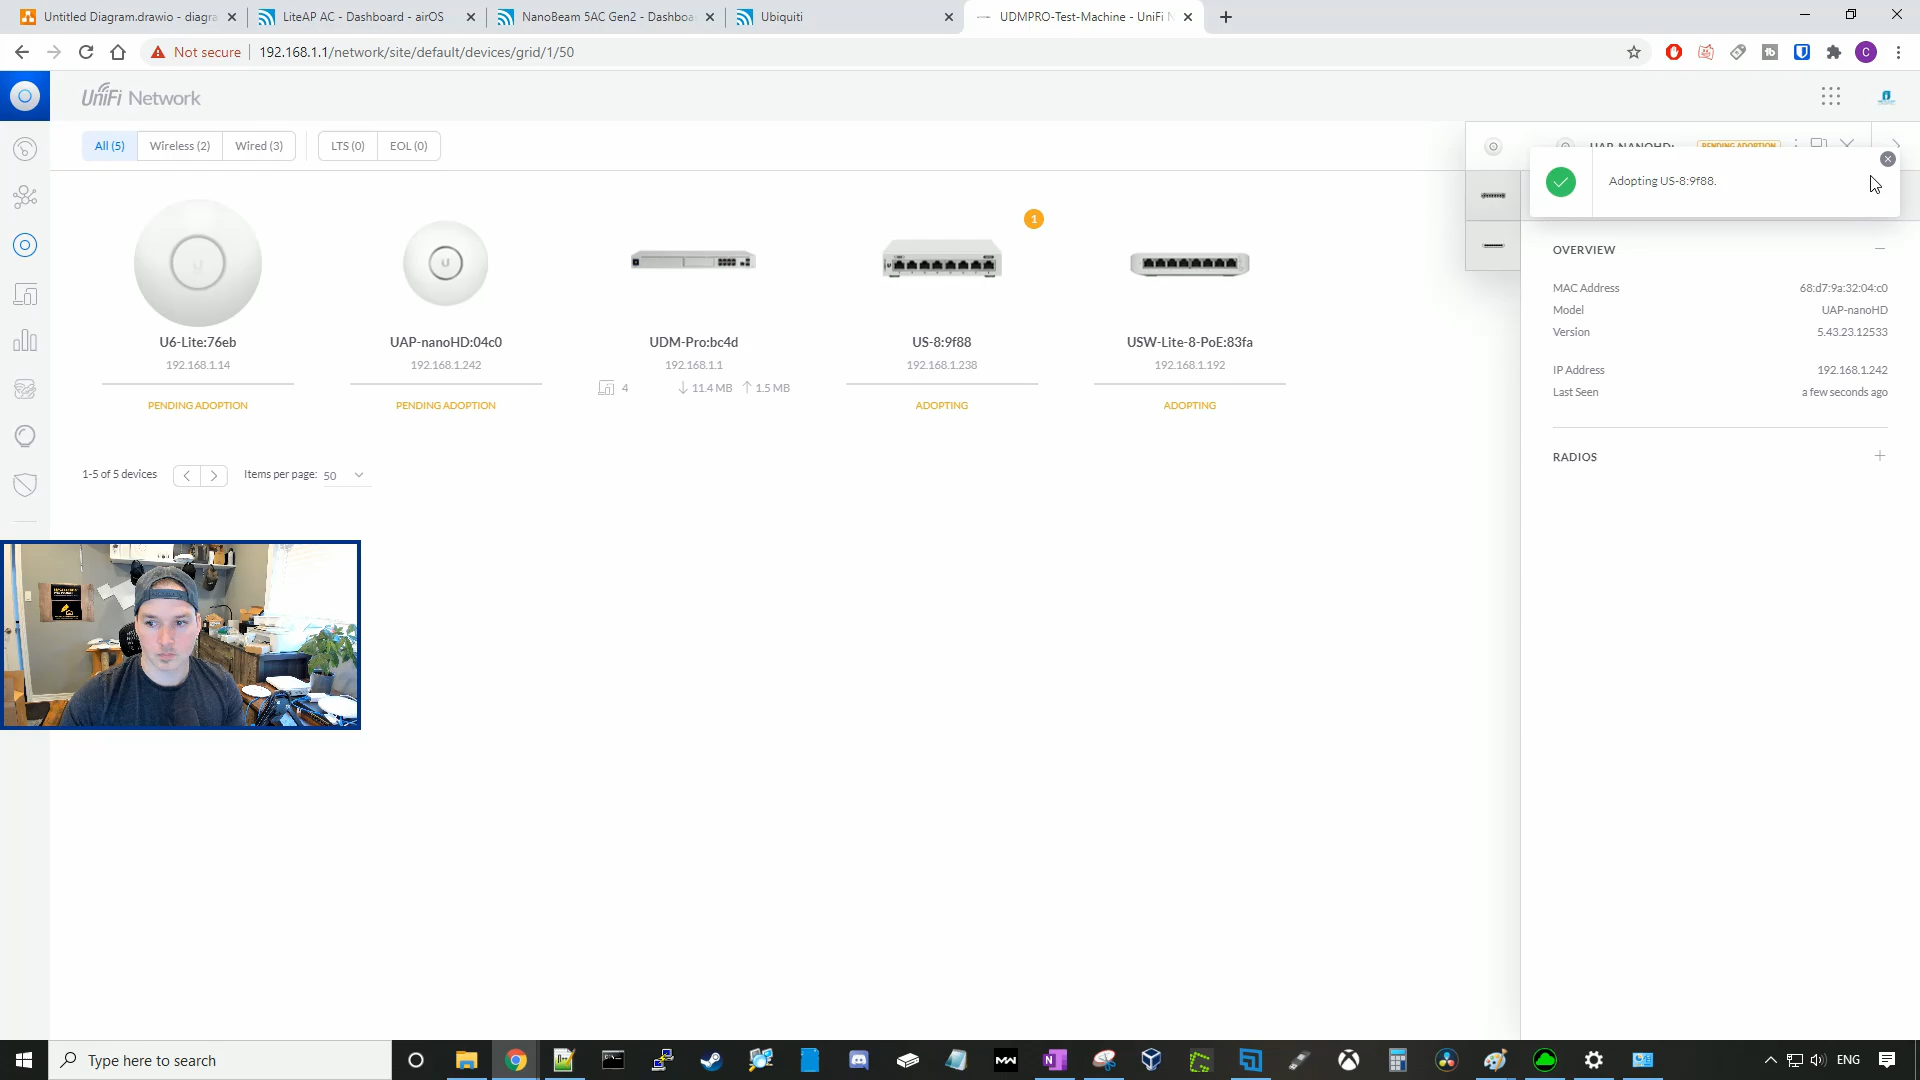 Untitled Diagram.drawio - diagra
LiteAP AC - Dashboard - airOS
NanoBeam 5AC Gen2 - Dashboa
Ubiquiti
UDMPRO-Test-Machine - UniFi N
Not secure
192.168.1.1/network/site/default/devices/grid/1/50
C
UniFi Network
All (5)
Wireless (2)
Wired (3)
LTS (0)
EOL (0)
UAP-NANOHD:
PENDING ADOPTION
Adopting US-8:9f88.
1
U6-Lite:76eb
192.168.1.14
PENDING ADOPTION
UAP-nanoHD:04c0
192.168.1.242
PENDING ADOPTION
UDM-Pro:bc4d
192.168.1.1
4
11.4 MB
1.5 MB
US-8:9f88
192.168.1.238
ADOPTING
USW-Lite-8-PoE:83fa
192.168.1.192
ADOPTING
1-5 of 5 devices
Items per page: 50
OVERVIEW
MAC Address
68:d7:9a:32:04:c0
Model
UAP-nanoHD
Version
5.43.23.12533
IP Address
192.168.1.242
Last Seen
a few seconds ago
RADIOS
Type here to search
ENG